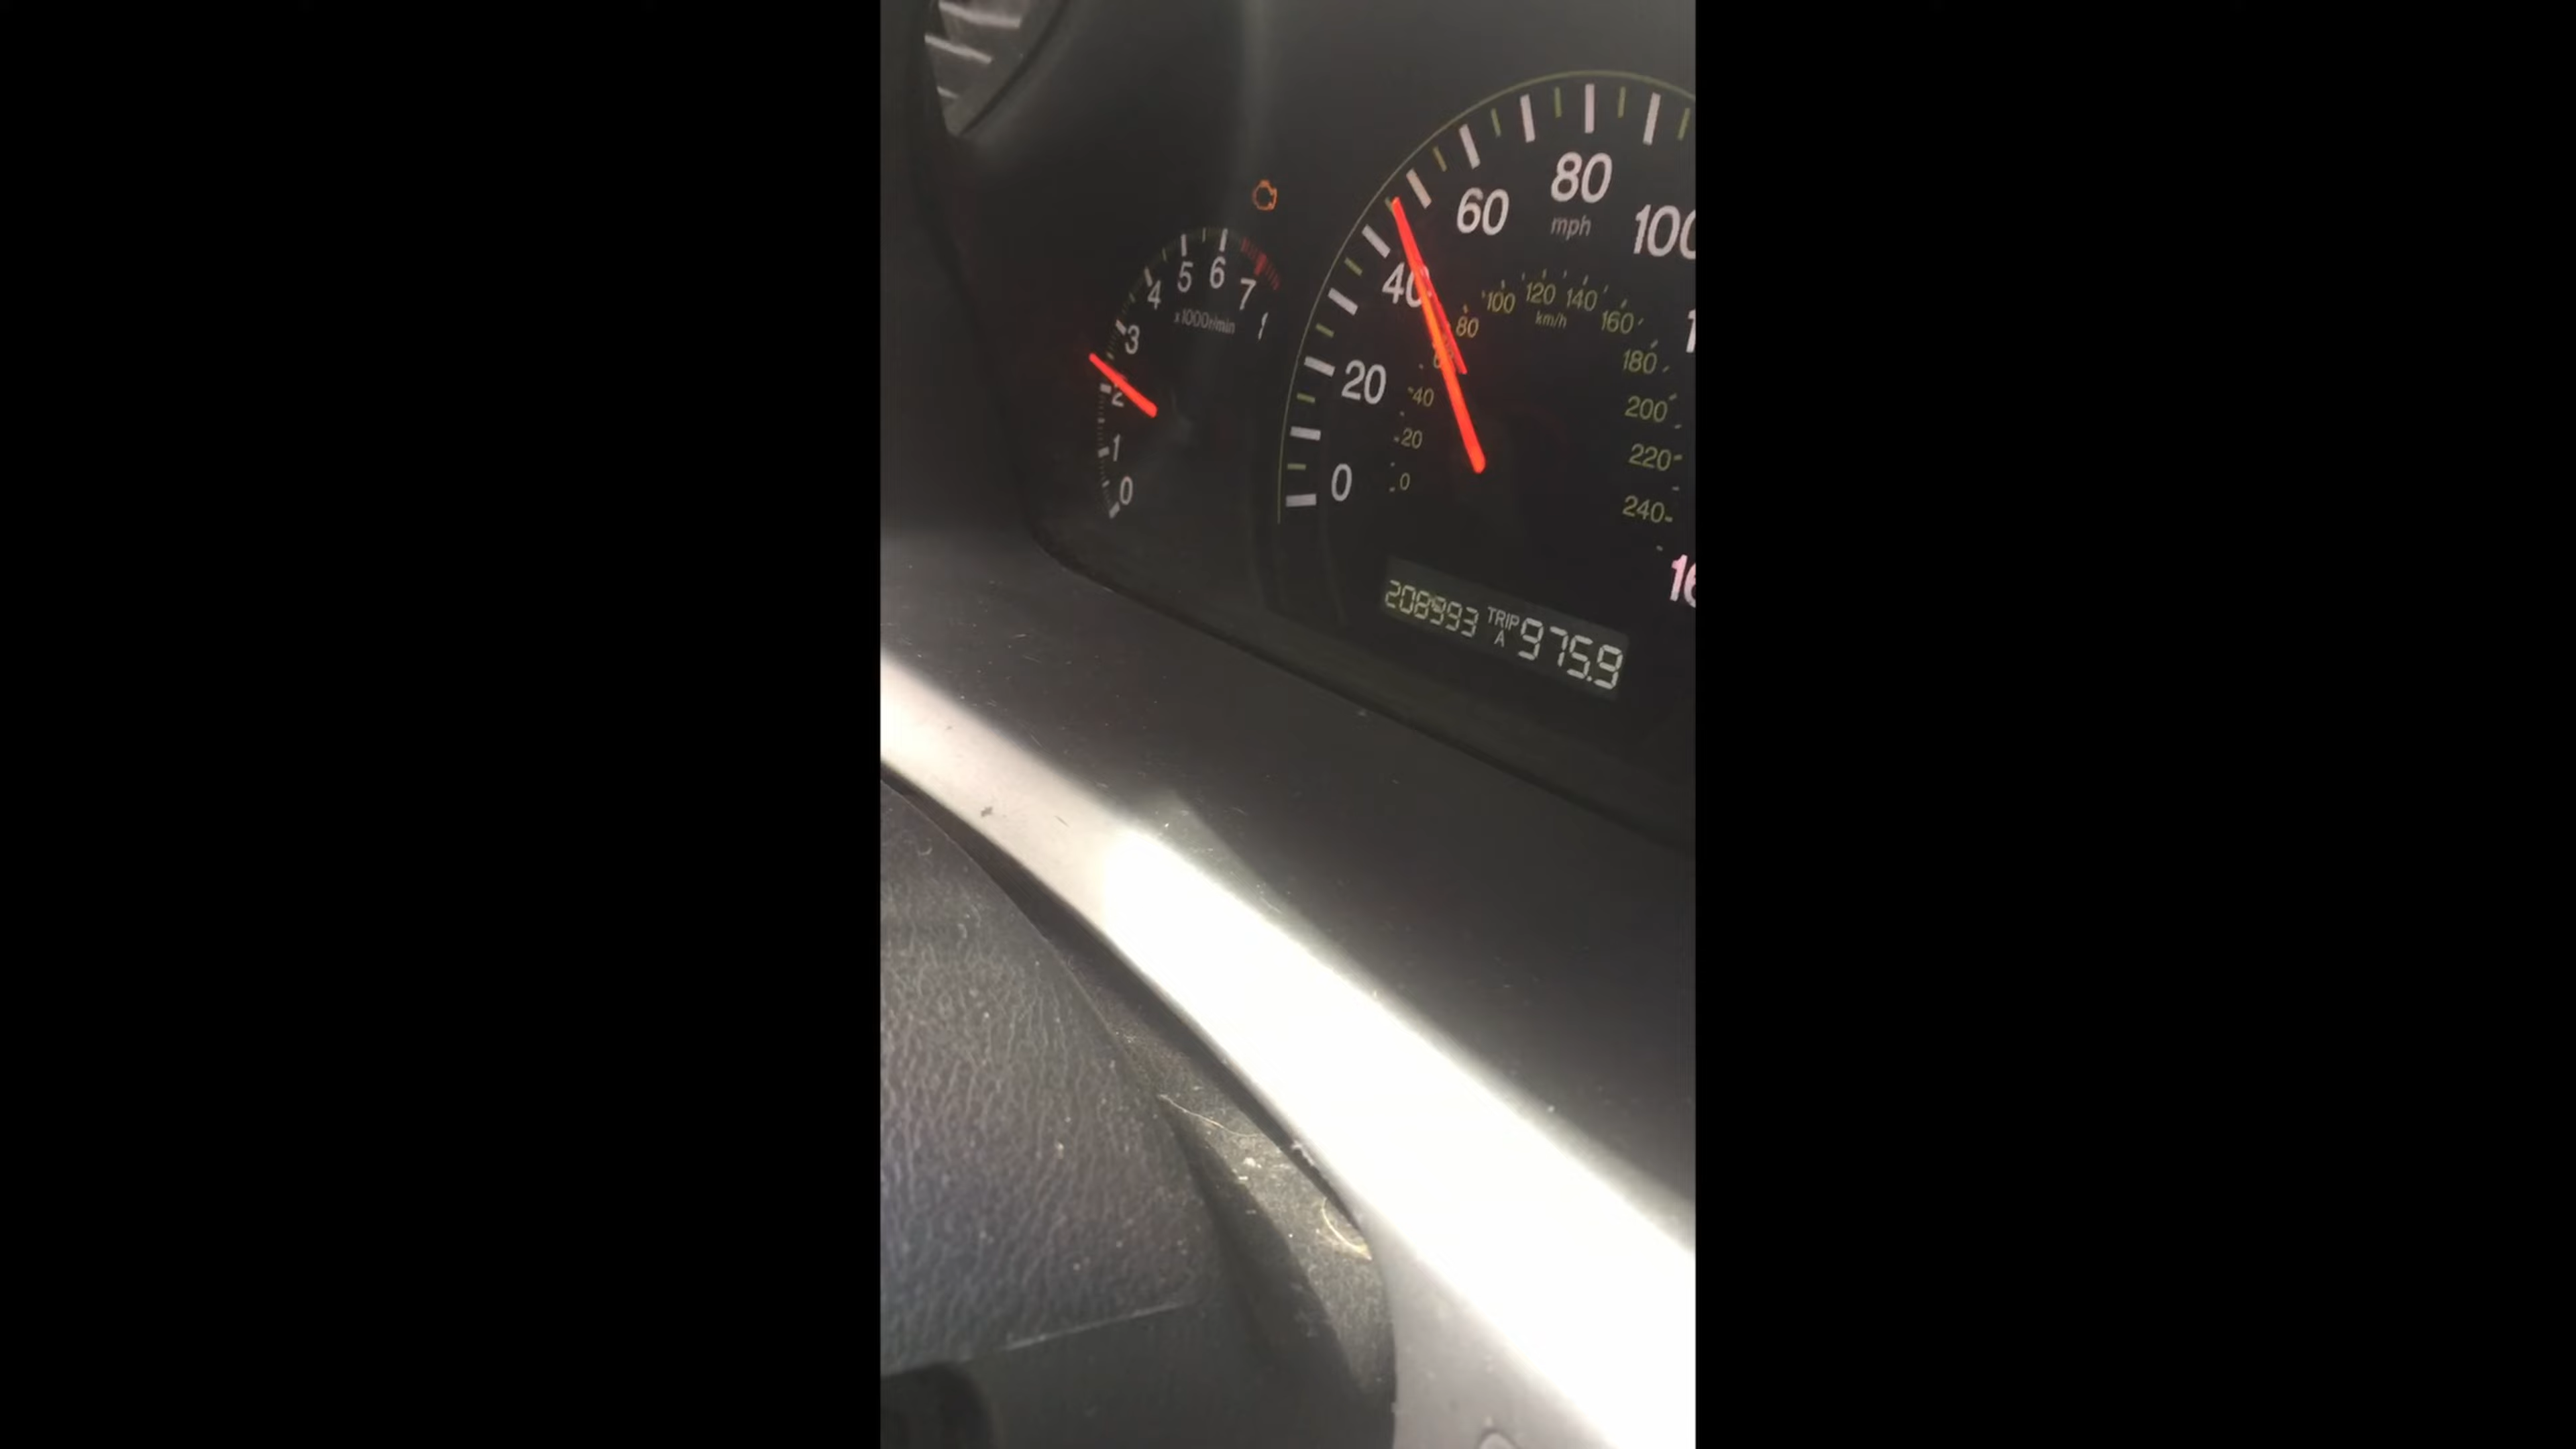 5 6
4 7
3 x1000r/min 1
2
1
0
80
60 mph 100
40
100 120 140
80 km/h 160
20 40 180
20 200
0 0 220
240
208993 TRIP A 975.9